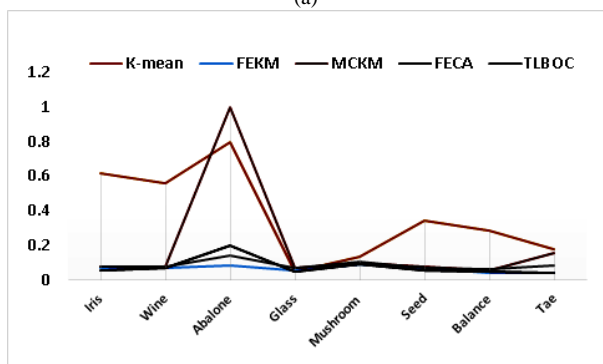 (a)
K-mean FEKM MCKM FECA TLBOC
1.2
1
0.8
0.6
0.4
0.2
0
Iris Wine Abalone Glass Mushroom Seed Balance Tae